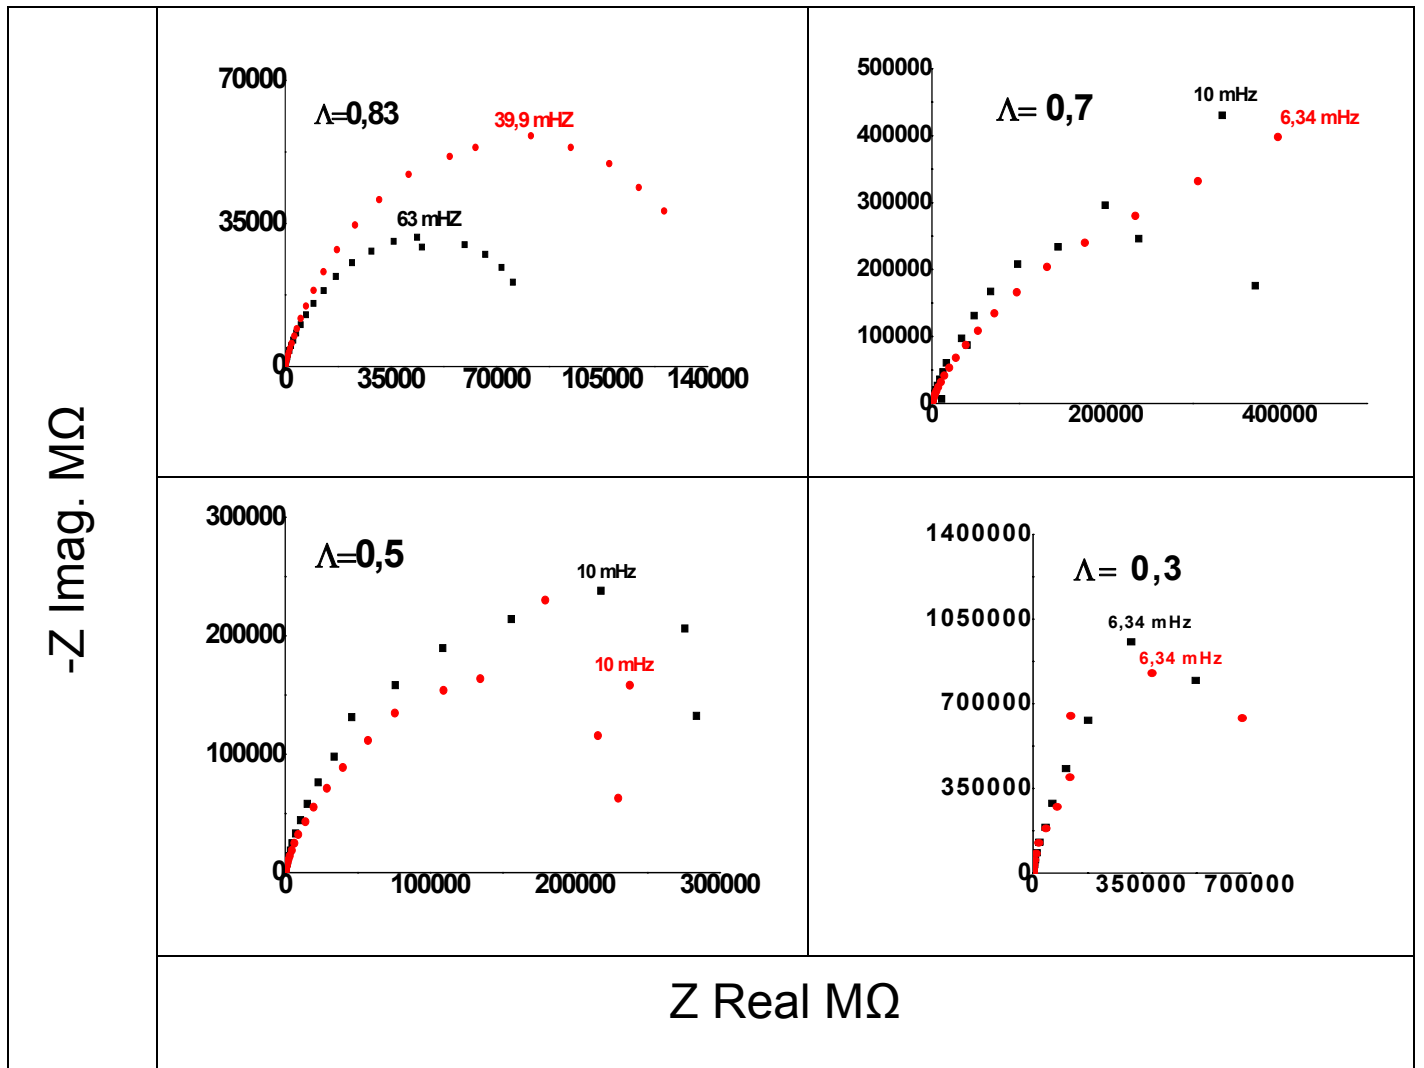 -Z Imag. MΩ
70000
35000
0
Λ=0,83
39,9 mHZ
63 mHZ
0 35000 70000 105000 140000
500000
400000
300000
200000
100000
0
Λ= 0,7
10 mHz
6,34 mHz
0 200000 400000
300000
200000
100000
0
Λ=0,5
10 mHz
10 mHz
0 100000 200000 300000
1400000
1050000
700000
350000
0
Λ= 0,3
6,34 mHz
6,34 mHz
0 350000 700000
Z Real MΩ